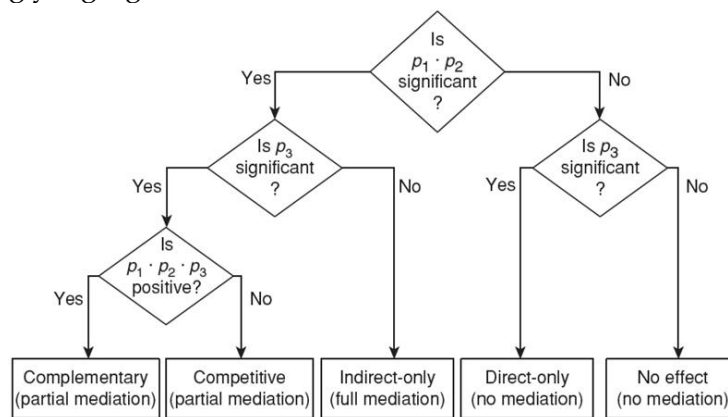 Is
p₁ · p₂
significant
?
Yes
No
Is p₃
significant
?
Is p₃
significant
?
Yes
No
Yes
No
Is
p₁ · p₂ · p₃
positive?
Yes
No
Complementary
(partial mediation)
Competitive
(partial mediation)
Indirect-only
(full mediation)
Direct-only
(no mediation)
No effect
(no mediation)